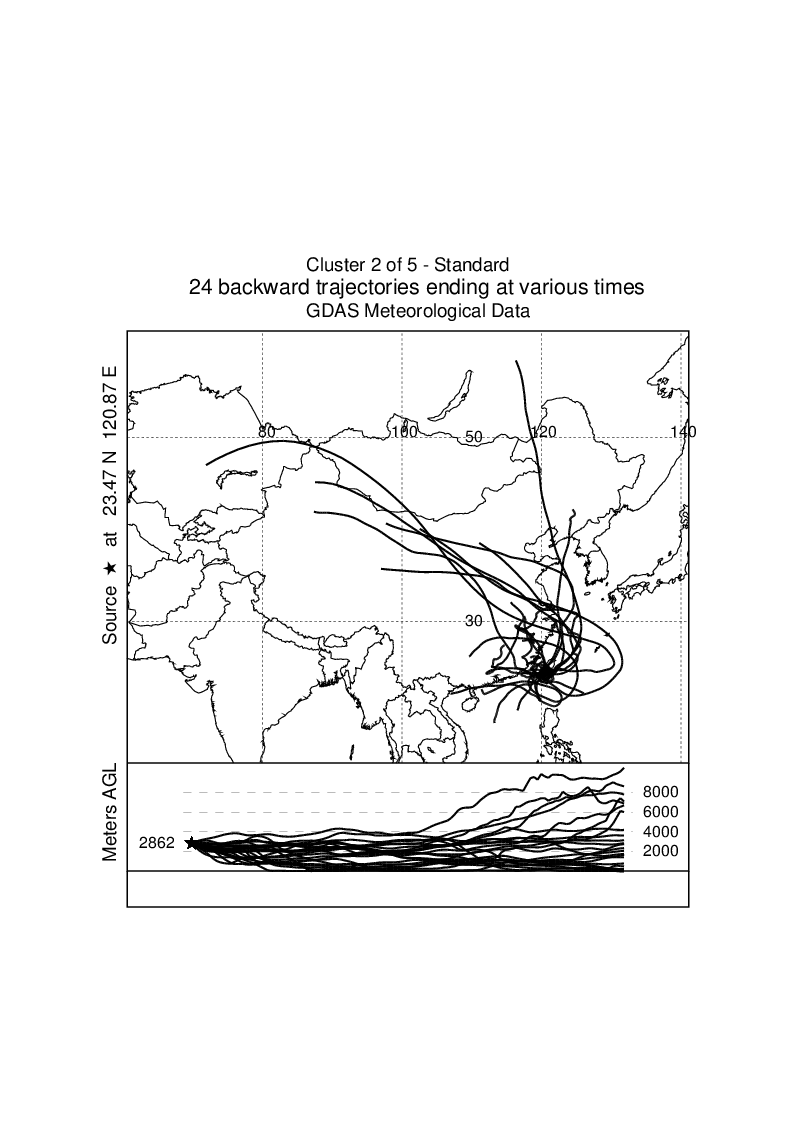 Cluster 2 of 5 - Standard
24 backward trajectories ending at various times
GDAS Meteorological Data
Source ★ at 23.47 N 120.87 E
80 100 50 120 140
30
Meters AGL
2862
8000
6000
4000
2000